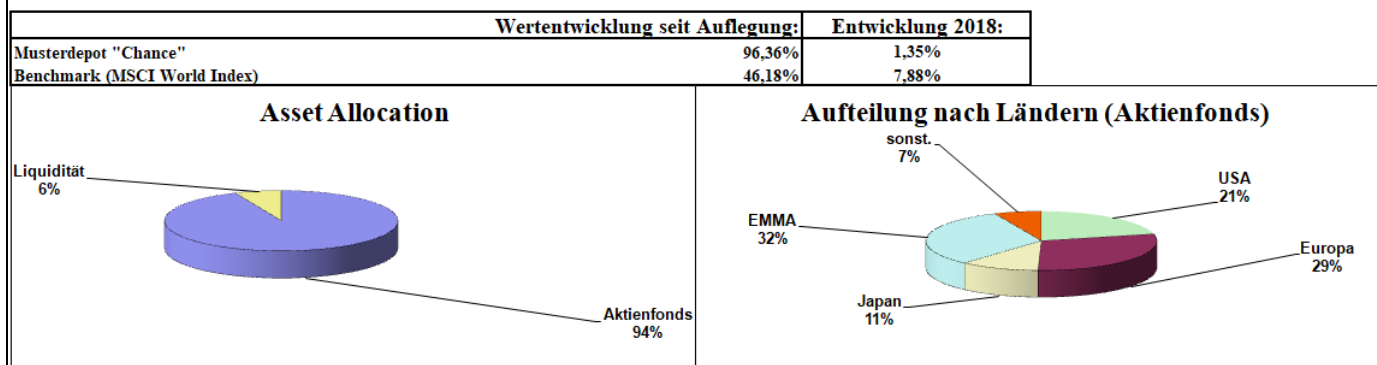 Wertentwicklung seit Auflegung: Entwicklung 2018:
Musterdepot "Chance" 96,36% 1,35%
Benchmark (MSCI World Index) 46,18% 7,88%
Asset Allocation
Liquidität
6%
Aktienfonds
94%
Aufteilung nach Ländern (Aktienfonds)
sonst.
7%
USA
21%
EMMA
32%
Europa
29%
Japan
11%